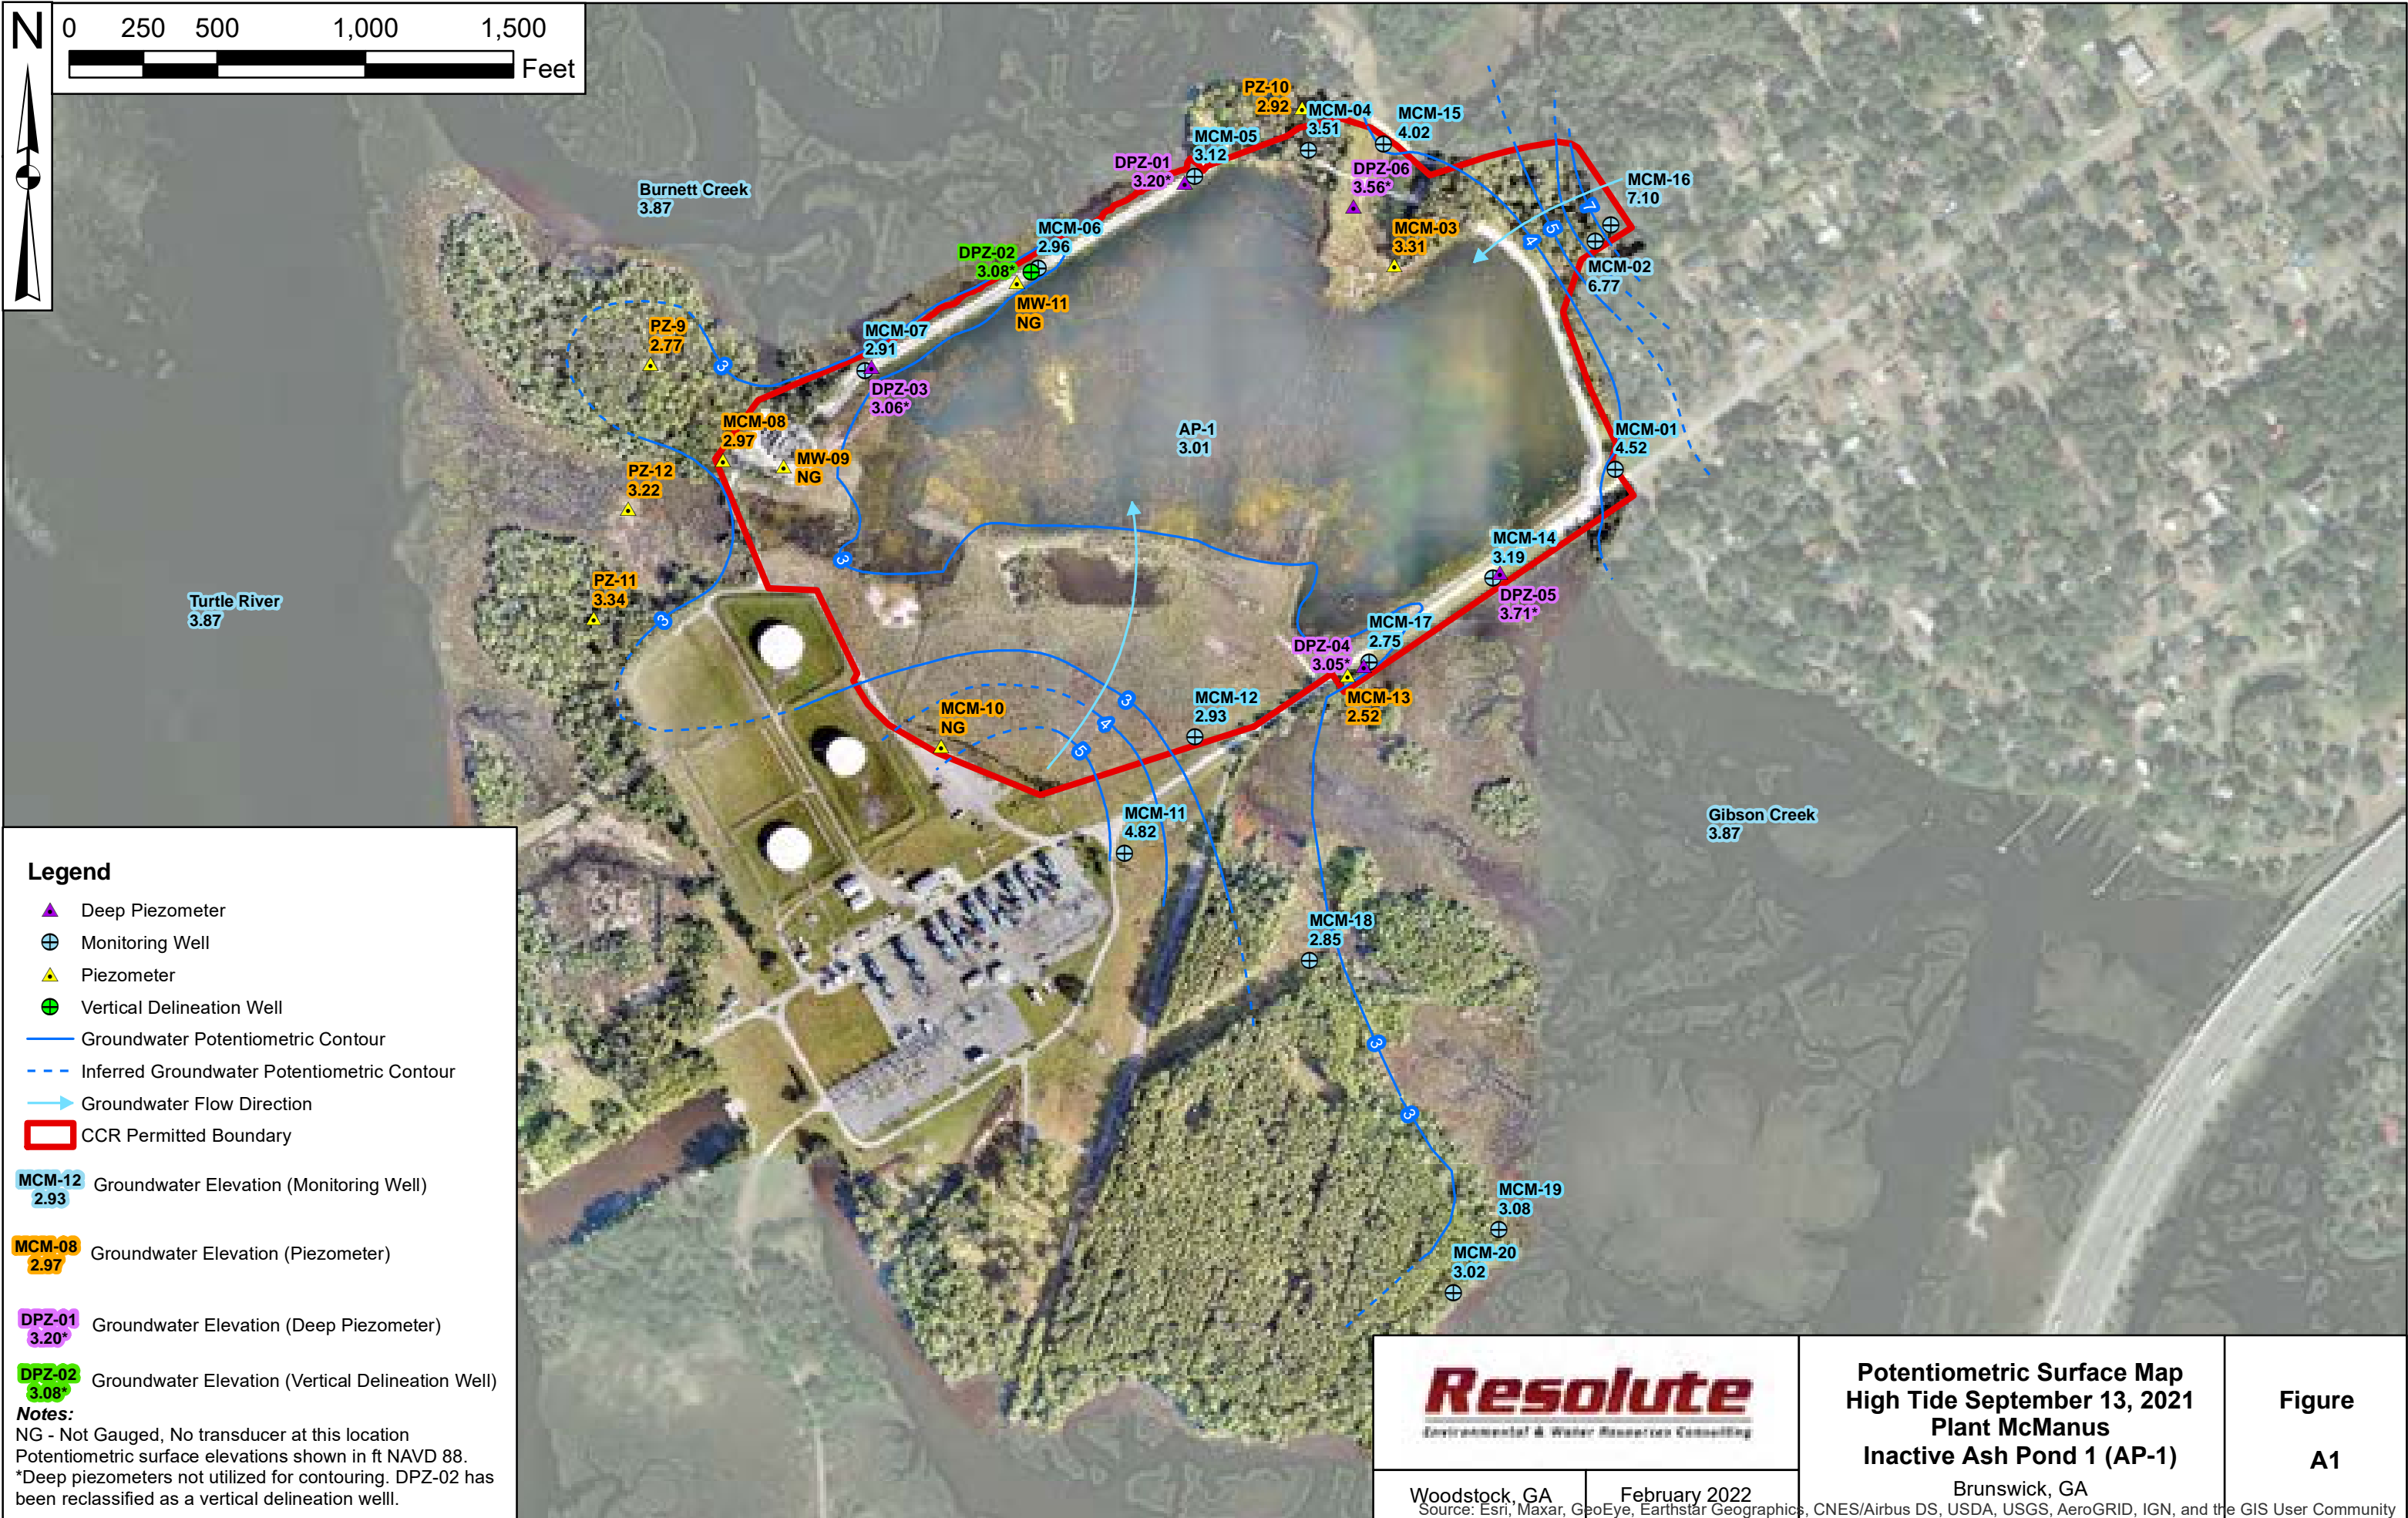 N
0 250 500 1,000 1,500
Feet
PZ-10
2.92
MCM-04
3.51
MCM-15
4.02
MCM-05
3.12
DPZ-01
3.20*
DPZ-06
3.56*
MCM-16
7.10
Burnett Creek
3.87
MCM-03
3.31
7
5
4
MCM-06
2.96
DPZ-02
3.08*
MCM-02
6.77
MW-11
NG
PZ-9
2.77
MCM-07
2.91
3
DPZ-03
3.06*
MCM-08
2.97
AP-1
3.01
MCM-01
4.52
MW-09
NG
PZ-12
3.22
MCM-14
3.19
3
PZ-11
3.34
DPZ-05
3.71*
Turtle River
3.87
3
MCM-17
2.75
DPZ-04
3.05*
MCM-13
2.52
MCM-12
2.93
3
MCM-10
NG
4
5
MCM-11
4.82
Gibson Creek
3.87
MCM-18
2.85
3
3
MCM-19
3.08
MCM-20
3.02
Legend
Deep Piezometer
Monitoring Well
Piezometer
Vertical Delineation Well
Groundwater Potentiometric Contour
Inferred Groundwater Potentiometric Contour
Groundwater Flow Direction
CCR Permitted Boundary
MCM-12
2.93
Groundwater Elevation (Monitoring Well)
MCM-08
2.97
Groundwater Elevation (Piezometer)
DPZ-01
3.20*
Groundwater Elevation (Deep Piezometer)
DPZ-02
3.08*
Groundwater Elevation (Vertical Delineation Well)
Notes:
NG - Not Gauged, No transducer at this location
Potentiometric surface elevations shown in ft NAVD 88.
*Deep piezometers not utilized for contouring. DPZ-02 has
been reclassified as a vertical delineation welll.
Resolute
Environmental & Water Resources Consulting
Woodstock, GA
February 2022
Potentiometric Surface Map
High Tide September 13, 2021
Plant McManus
Inactive Ash Pond 1 (AP-1)
Brunswick, GA
Figure
A1
Source: Esri, Maxar, GeoEye, Earthstar Geographics, CNES/Airbus DS, USDA, USGS, AeroGRID, IGN, and the GIS User Community